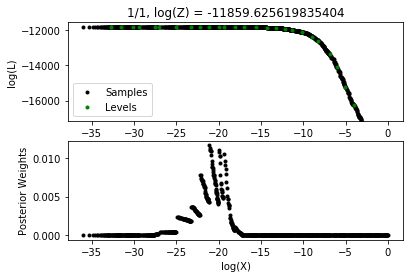 1/1, log(Z) = -11859.625619835404
log(L)
−12000
−14000
−16000
Samples
Levels
−35 −30 −25 −20 −15 −10 −5 0
Posterior Weights
0.010
0.005
0.000
−35 −30 −25 −20 −15 −10 −5 0
log(X)